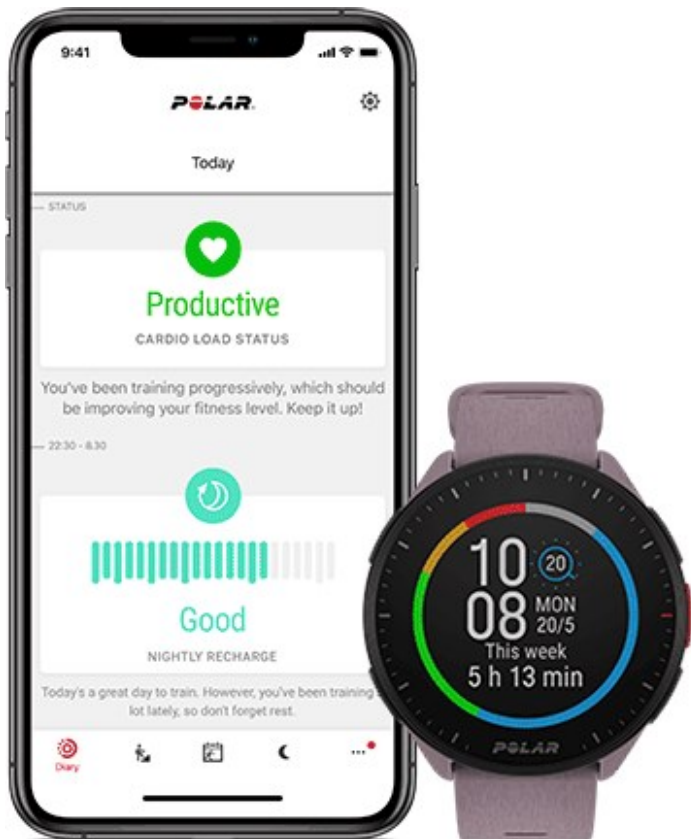 9:41
POLAR.
Today
STATUS
Productive
CARDIO LOAD STATUS
You've been training progressively, which should
be improving your fitness level. Keep it up!
22:30 - 8.30
Good
NIGHTLY RECHARGE
Today's a great day to train. However, you've been training
lot lately, so don't forget rest.
Diary
10 20
08 MON
20/5
This week
5 h 13 min
POLAR